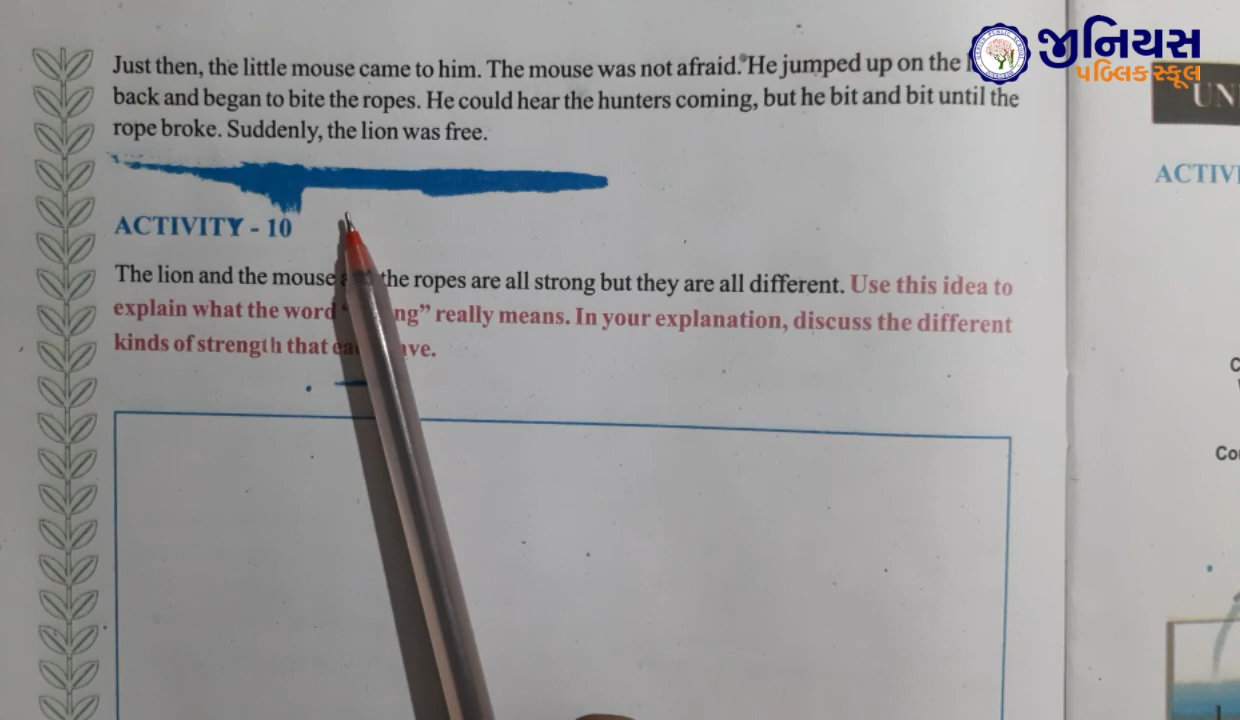 Just then, the little mouse came to him. The mouse was not afraid. He jumped up on the
back and began to bite the ropes. He could hear the hunters coming, but he bit and bit until the
rope broke. Suddenly, the lion was free.
ACTIVITY - 10
The lion and the mouse the ropes are all strong but they are all different. Use this idea to
explain what the word really means. In your explanation, discuss the different
kinds of strength that
જીનિયસ
પબ્લિક સ્કૂલ